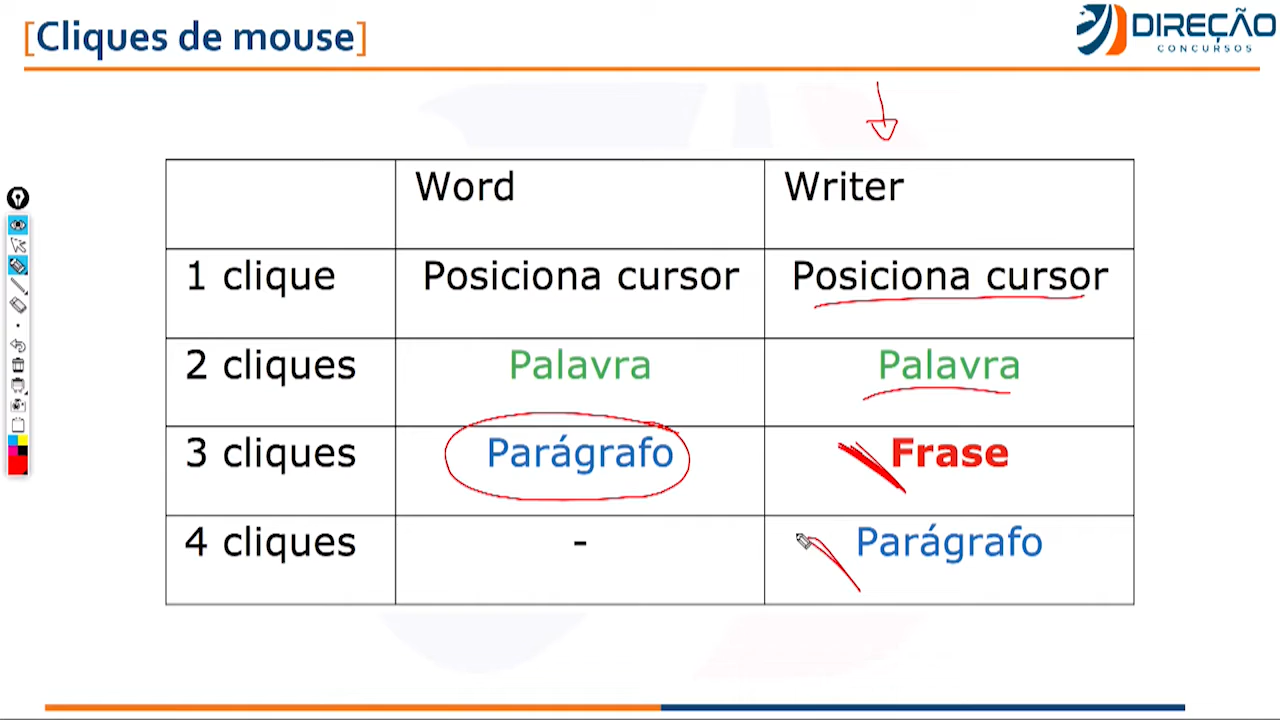 [Cliques de mouse]
DIREÇÃO
CONCURSOS
Word Writer
1 clique Posiciona cursor Posiciona cursor
2 cliques Palavra Palavra
3 cliques Parágrafo Frase
4 cliques - Parágrafo